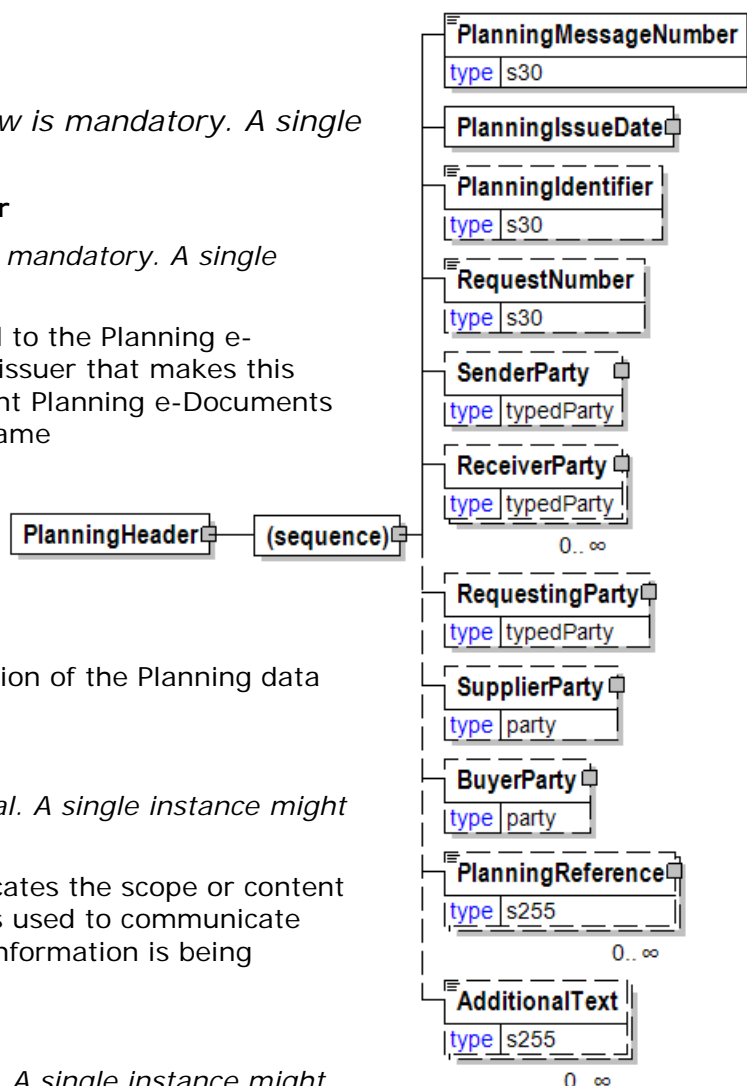 w is mandatory. A single
r
mandatory. A single
l to the Planning e-
issuer that makes this
nt Planning e-Documents
ame
tion of the Planning data
al. A single instance might
cates the scope or content
s used to communicate
nformation is being
A single instance might
PlanningHeader
(sequence)
PlanningMessageNumber
type s30
PlanningIssueDate
PlanningIdentifier
type s30
RequestNumber
type s30
SenderParty
type typedParty
ReceiverParty
type typedParty
0.. ∞
RequestingParty
type typedParty
SupplierParty
type party
BuyerParty
type party
PlanningReference
type s255
0.. ∞
AdditionalText
type s255
0.. ∞